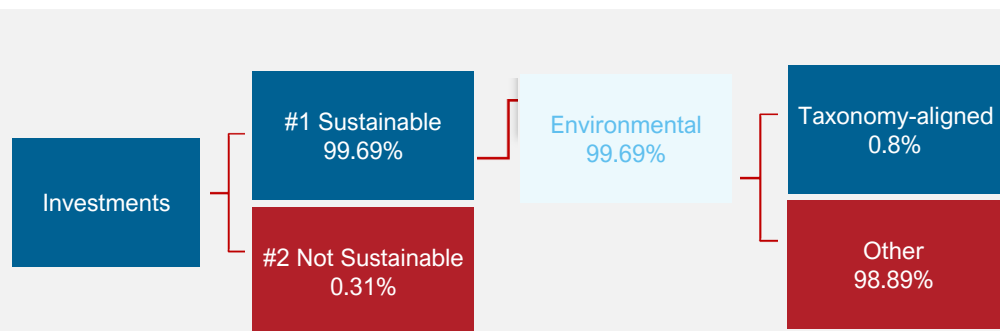 Investments
#1 Sustainable
99.69%
#2 Not Sustainable
0.31%
Environmental
99.69%
Taxonomy-aligned
0.8%
Other
98.89%